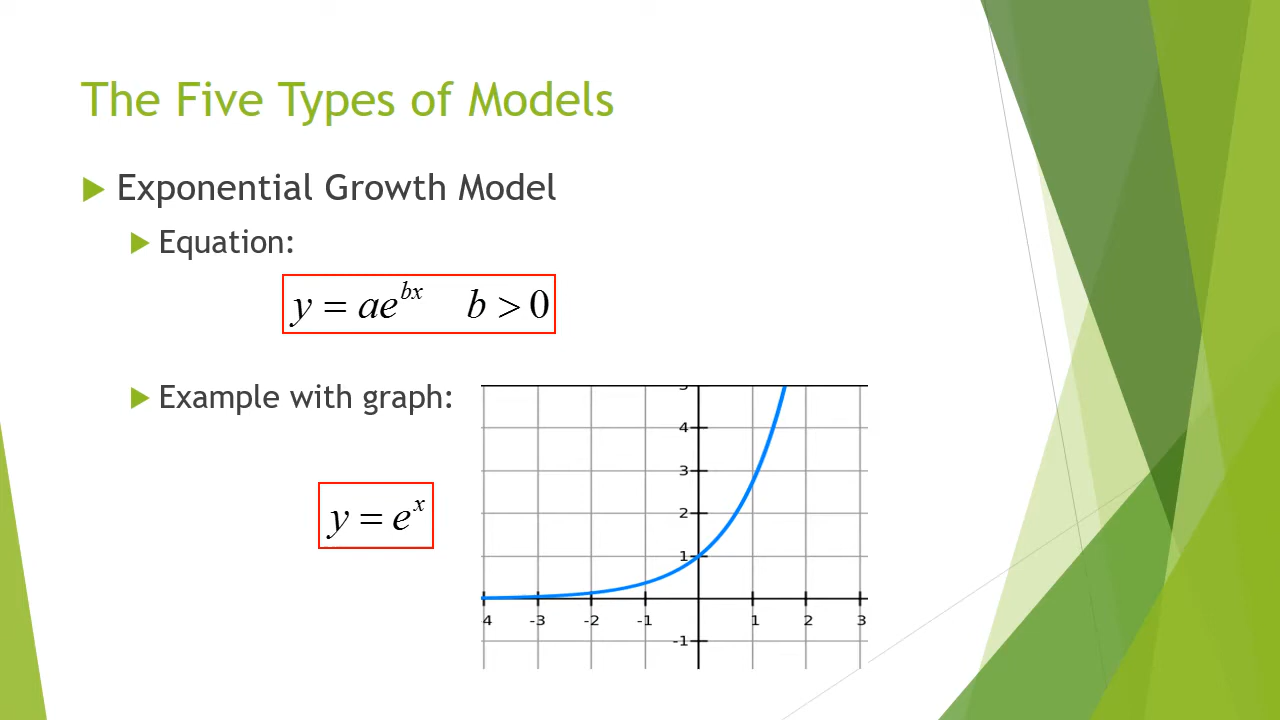 The Five Types of Models
Exponential Growth Model
Equation:
y = ae^{bx}  b > 0
Example with graph:
y = e^x
4
3
2
1
4 -3 -2 -1 1 2 3
-1